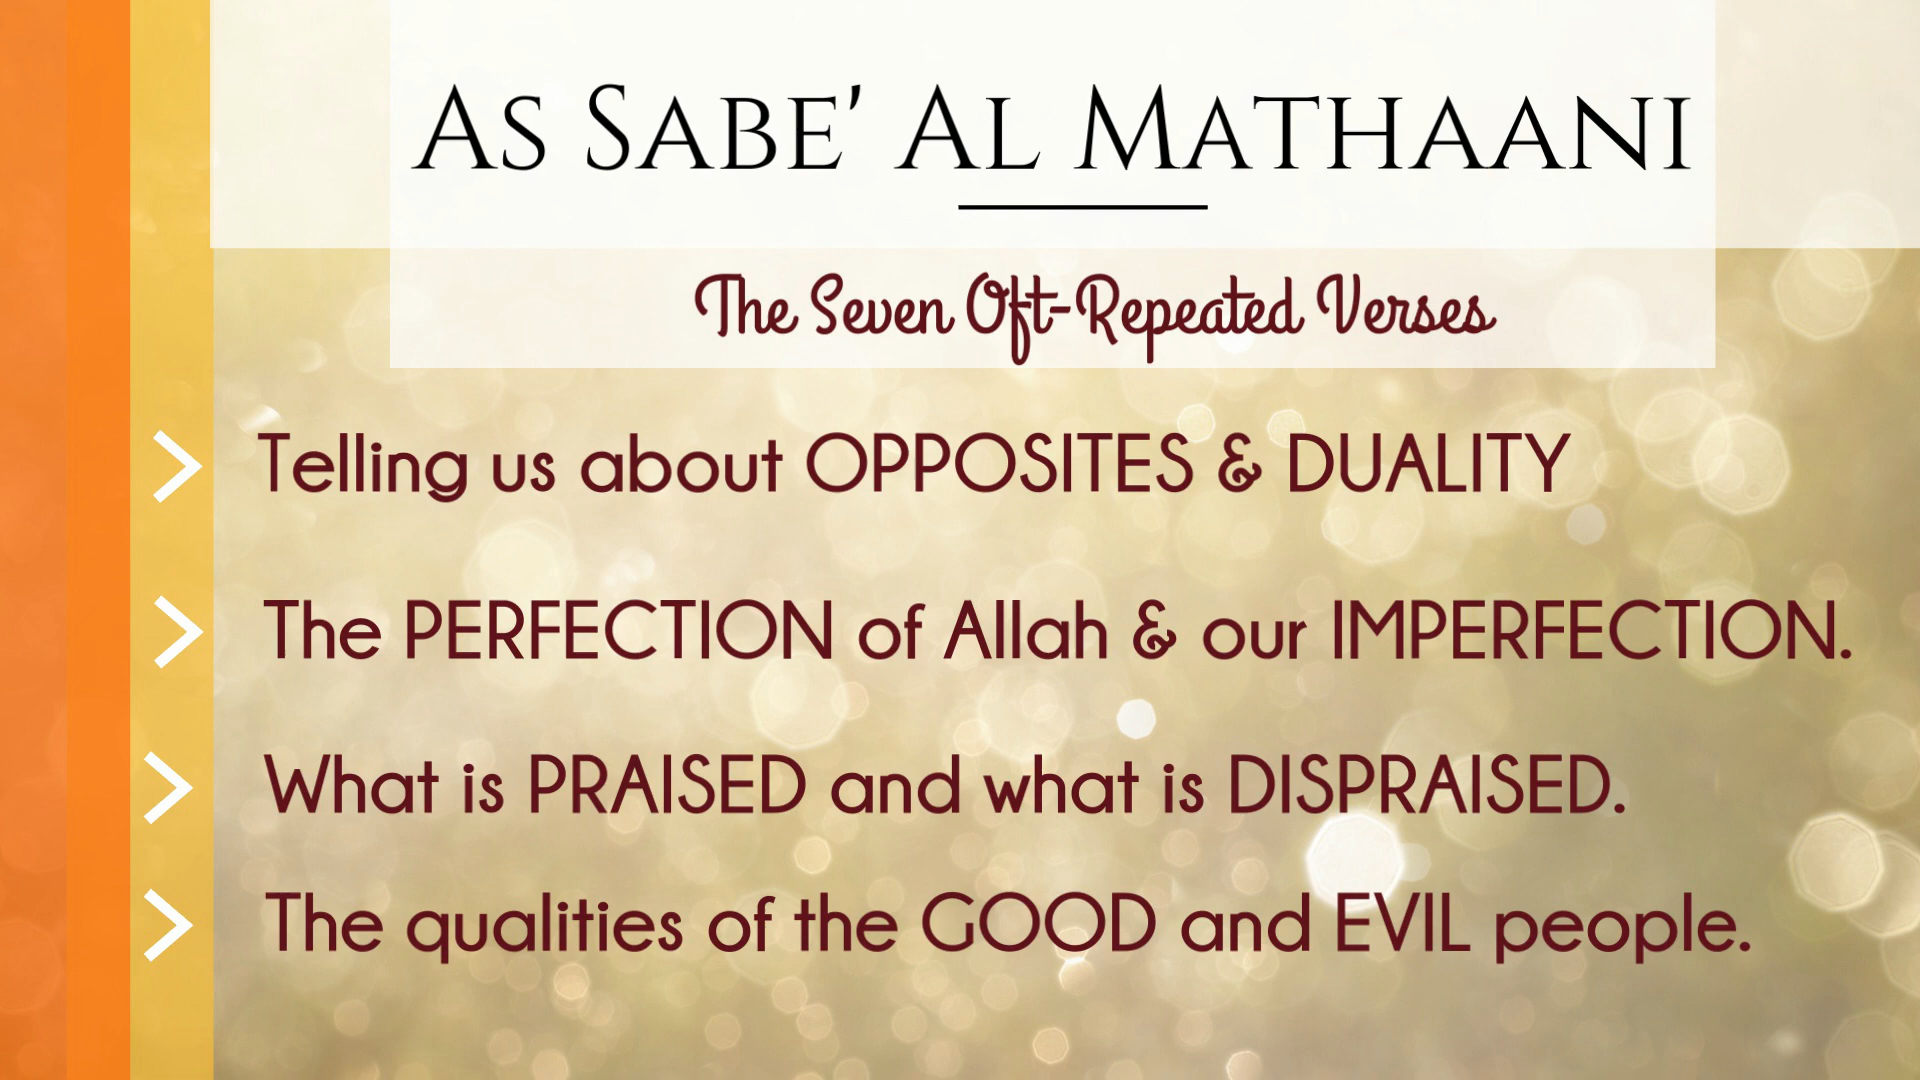 As Sabe' Al Mathaani
The Seven Oft-Repeated Verses
Telling us about OPPOSITES & DUALITY
The PERFECTION of Allah & our IMPERFECTION.
What is PRAISED and what is DISPRAISED.
The qualities of the GOOD and EVIL people.